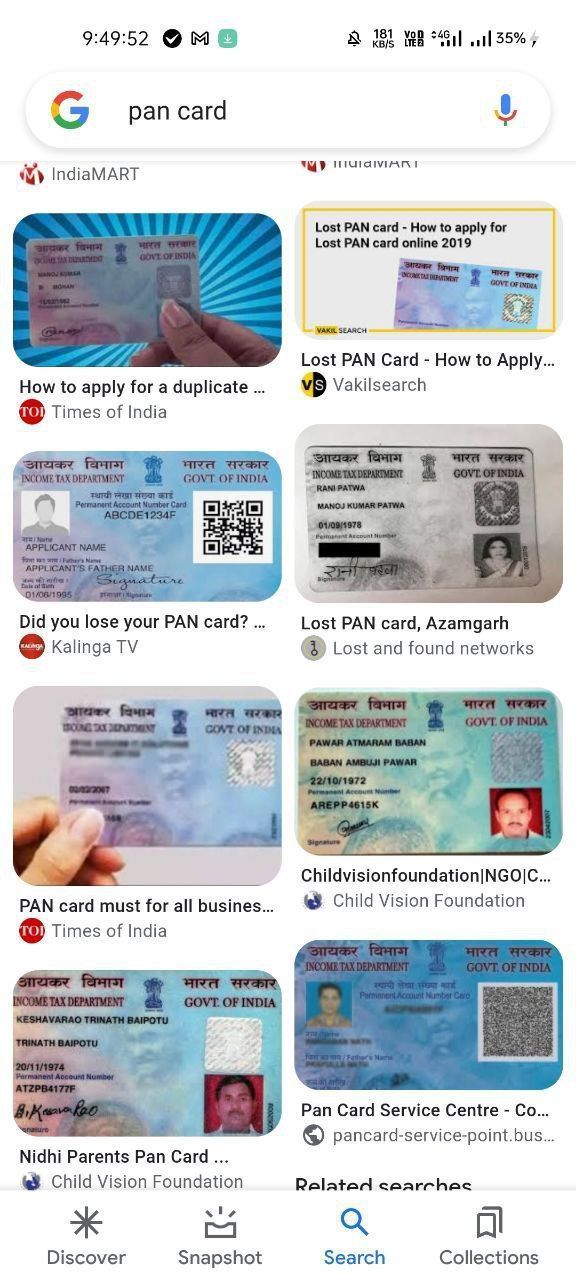 9:49:52
181 KB/S
VoD LTE2
4G
35%
pan card
IndiaMART
IndiaMART
आयकर विभाग भारत सरकार
INCOME TAX DEPARTMENT GOVT. OF INDIA
MANOJ KUMAR
MOHAN
Permanent Account Number
How to apply for a duplicate ...
TOI Times of India
Lost PAN card - How to apply for
Lost PAN card online 2019
आयकर विभाग भारत सरकार
INCOME TAX DEPARTMENT GOVT. OF INDIA
VAKILSEARCH
Lost PAN Card - How to Apply...
VS Vakilsearch
आयकर विभाग भारत सरकार
INCOME TAX DEPARTMENT GOVT. OF INDIA
स्थायी लेखा संख्या कार्ड
Permanent Account Number Card
ABCDE1234F
नाम / Name
APPLICANT NAME
पिता का नाम / Father's Name
APPLICANT'S FATHER NAME
जन्म की तारीख /
Date of Birth
01/06/1995
Signature
हस्ताक्षर / Signature
Did you lose your PAN card? ...
KALINGA Kalinga TV
आयकर विभाग भारत सरकार
INCOME TAX DEPARTMENT GOVT. OF INDIA
RANI PATWA
MANOJ KUMAR PATWA
01/09/1978
Permanent Account Number
Signature
Lost PAN card, Azamgarh
Lost and found networks
आयकर विभाग भारत सरकार
INCOME TAX DEPARTMENT GOVT. OF INDIA
02/02/2007
Permanent Account Number
PAN card must for all busines...
TOI Times of India
आयकर विभाग भारत सरकार
INCOME TAX DEPARTMENT GOVT. OF INDIA
PAWAR ATMARAM BABAN
BABAN AMBUJI PAWAR
22/10/1972
Permanent Account Number
AREPP4615K
Signature
Childvisionfoundation|NGO|C...
Child Vision Foundation
आयकर विभाग भारत सरकार
INCOME TAX DEPARTMENT GOVT. OF INDIA
KESHAVARAO TRINATH BAIPOTU
TRINATH BAIPOTU
20/11/1974
Permanent Account Number
ATZPB4177F
Nidhi Parents Pan Card ...
Child Vision Foundation
आयकर विभाग भारत सरकार
INCOME TAX DEPARTMENT GOVT. OF INDIA
स्थायी लेखा संख्या कार्ड
Permanent Account Number Card
पिता का नाम / Father's Name
Pan Card Service Centre - Co...
pancard-service-point.bus...
Related searches
Discover
Snapshot
Search
Collections